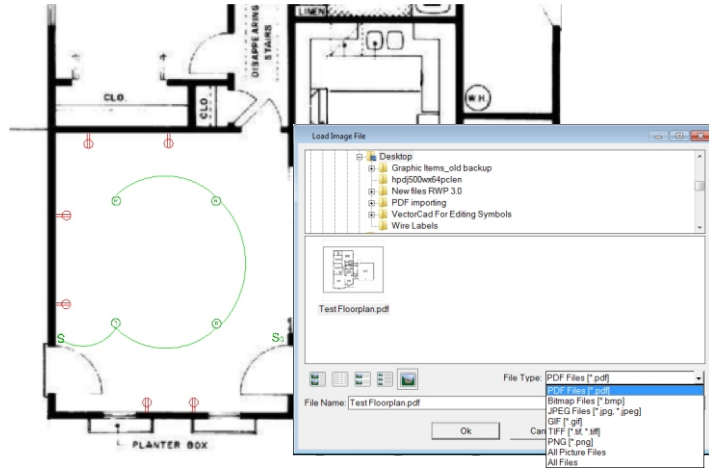 LINEN
DISAPPEARING
STAIRS
CLO.
CLO.
W.H.
S
S3
PLANTER BOX
Load Image File
Desktop
Graphic Items_old backup
hpdj500wx64pclen
New files RWP 3.0
PDF importing
VectorCad For Editing Symbols
Wire Labels
Test Floorplan.pdf
File Type: PDF Files [*.pdf]
PDF Files [*.pdf]
Bitmap Files [*.bmp]
JPEG Files [*.jpg, *.jpeg]
GIF [*.gif]
TIFF [*.tif, *.tiff]
PNG [*.png]
All Picture Files
All Files
File Name: Test Floorplan.pdf
Ok
Can